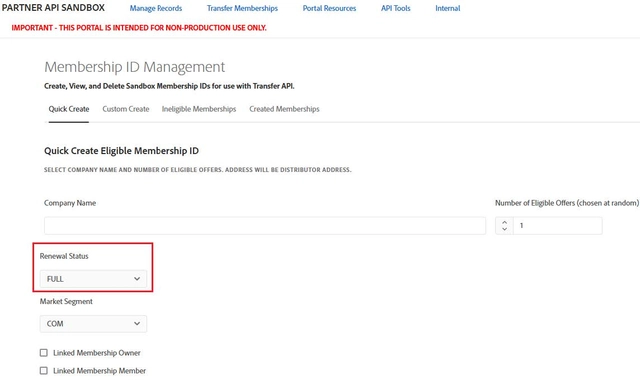 PARTNER API SANDBOX
Manage Records
Transfer Memberships
Portal Resources
API Tools
Internal
IMPORTANT - THIS PORTAL IS INTENDED FOR NON-PRODUCTION USE ONLY.
Membership ID Management
Create, View, and Delete Sandbox Membership IDs for use with Transfer API.
Quick Create
Custom Create
Ineligible Memberships
Created Memberships
Quick Create Eligible Membership ID
SELECT COMPANY NAME AND NUMBER OF ELIGIBLE OFFERS. ADDRESS WILL BE DISTRIBUTOR ADDRESS.
Company Name
Number of Eligible Offers (chosen at random)
1
Renewal Status
FULL
Market Segment
COM
Linked Membership Owner
Linked Membership Member